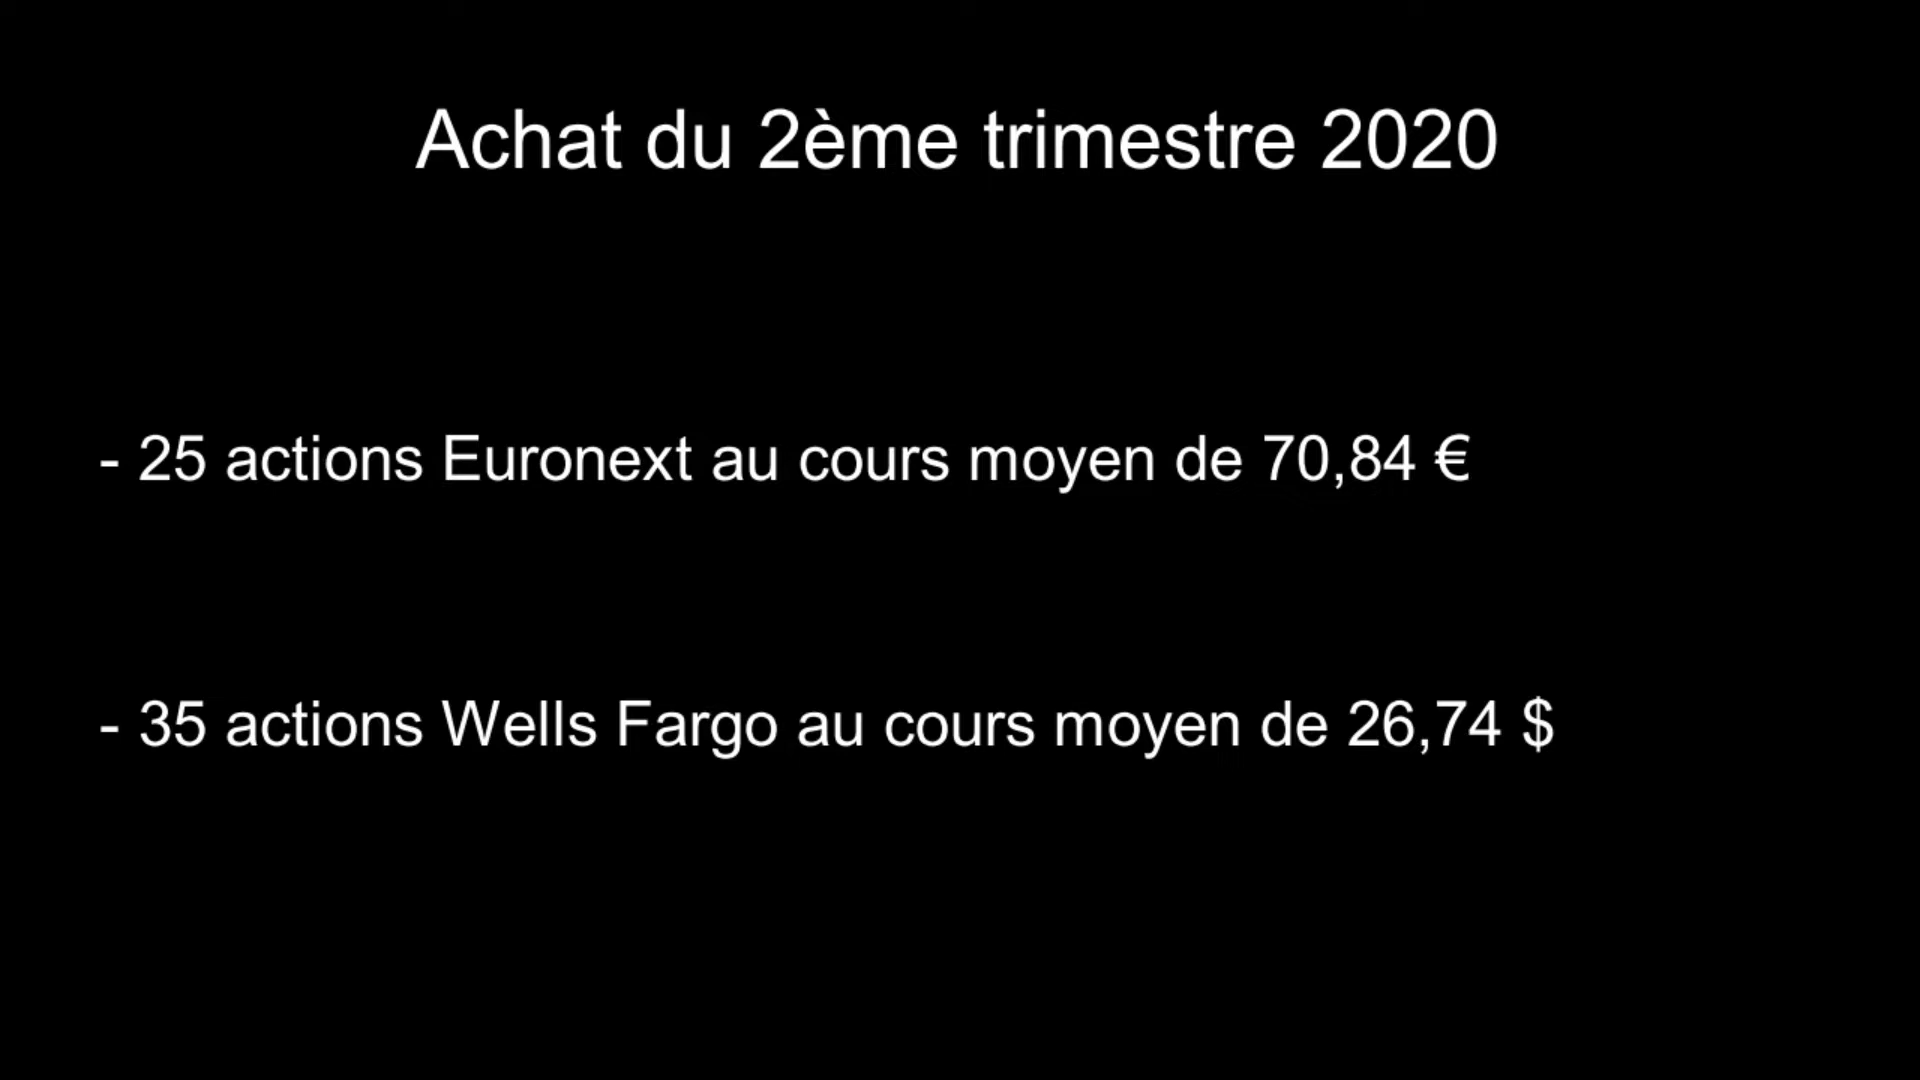 Achat du 2ème trimestre 2020
- 25 actions Euronext au cours moyen de 70,84 €
- 35 actions Wells Fargo au cours moyen de 26,74 $